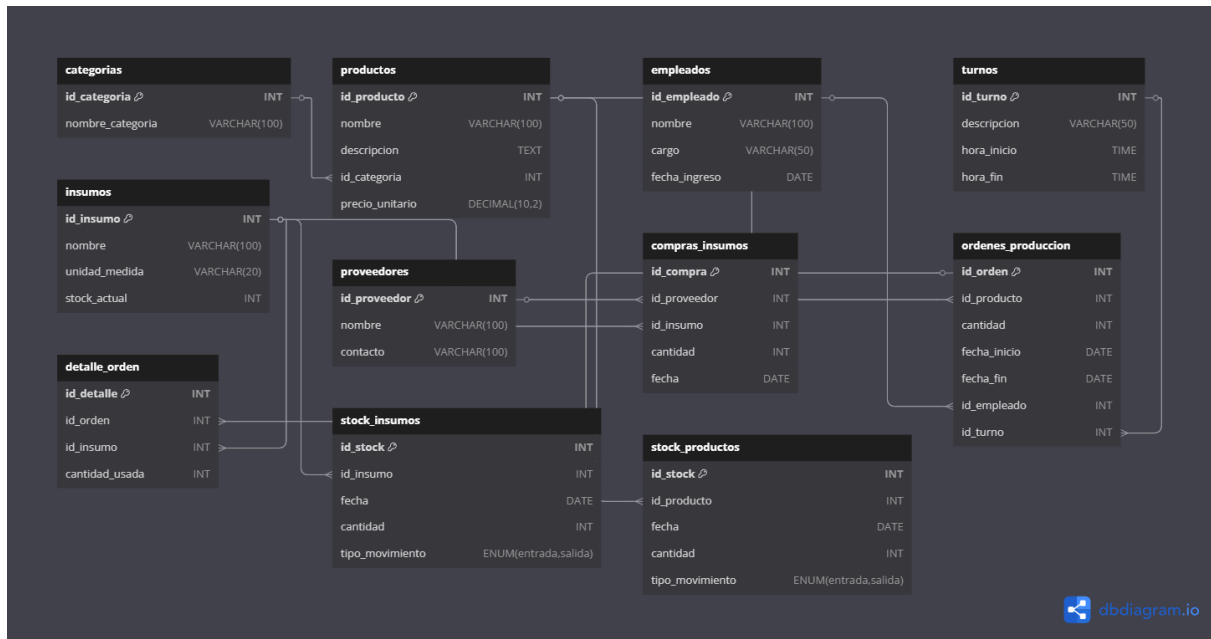 categorias
id_categoria INT
nombre_categoria VARCHAR(100)
productos
id_producto INT
nombre VARCHAR(100)
descripcion TEXT
id_categoria INT
precio_unitario DECIMAL(10,2)
empleados
id_empleado INT
nombre VARCHAR(100)
cargo VARCHAR(50)
fecha_ingreso DATE
turnos
id_turno INT
descripcion VARCHAR(50)
hora_inicio TIME
hora_fin TIME
insumos
id_insumo INT
nombre VARCHAR(100)
unidad_medida VARCHAR(20)
stock_actual INT
proveedores
id_proveedor INT
nombre VARCHAR(100)
contacto VARCHAR(100)
compras_insumos
id_compra INT
id_proveedor INT
id_insumo INT
cantidad INT
fecha DATE
ordenes_produccion
id_orden INT
id_producto INT
cantidad INT
fecha_inicio DATE
fecha_fin DATE
id_empleado INT
id_turno INT
detalle_orden
id_detalle INT
id_orden INT
id_insumo INT
cantidad_usada INT
stock_insumos
id_stock INT
id_insumo INT
fecha DATE
cantidad INT
tipo_movimiento ENUM(entrada,salida)
stock_productos
id_stock INT
id_producto INT
fecha DATE
cantidad INT
tipo_movimiento ENUM(entrada,salida)
dbdiagram.io